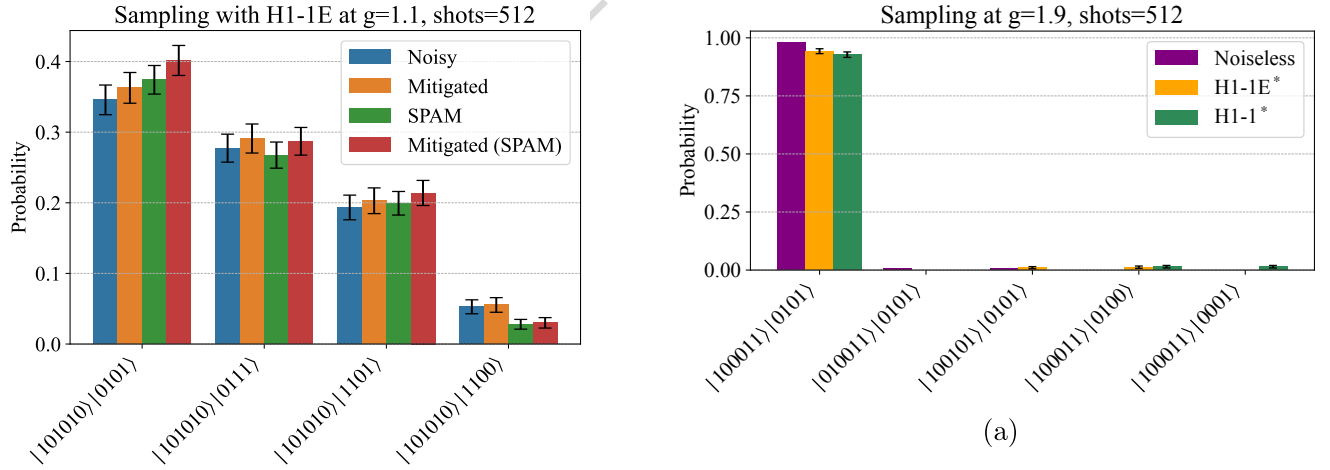 Sampling with H1-1E at g=1.1, shots=512
Probability
0.4
0.3
0.2
0.1
0.0
Noisy
Mitigated
SPAM
Mitigated (SPAM)
|101010⟩|0101⟩
|101010⟩|0111⟩
|101010⟩|1101⟩
|101010⟩|1100⟩
Sampling at g=1.9, shots=512
Probability
1.00
0.75
0.50
0.25
0.00
Noiseless
H1-1E*
H1-1*
|100011⟩|0101⟩
|010011⟩|0101⟩
|100101⟩|0101⟩
|100011⟩|0100⟩
|100011⟩|0001⟩
(a)